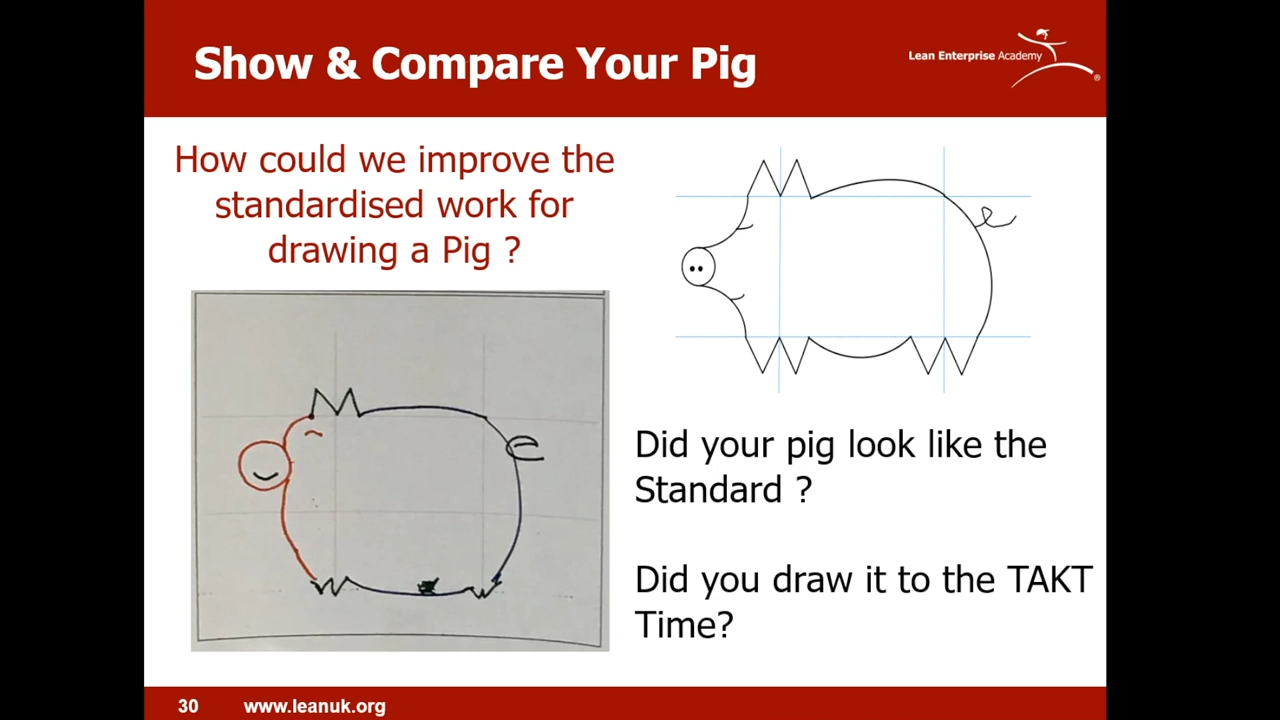 Show & Compare Your Pig
Lean Enterprise Academy
®
How could we improve the
standardised work for
drawing a Pig ?
Did your pig look like the
Standard ?
Did you draw it to the TAKT
Time?
30
www.leanuk.org